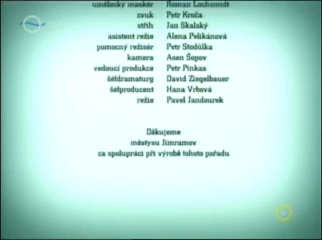 umělecký maskér Roman Lochomdt
zvuk Petr Kroča
střih Jan Skalský
asistent režie Alena Pelikánová
pomocný režisér Petr Stodůlka
kamera Asen Šopov
vedoucí produkce Petr Pinkas
šéfdramaturg David Ziegelbauer
šéfproducent Hana Vrbová
režie Pavel Jandourek
Děkujeme
městysu Jimramov
za spolupráci při výrobě tohoto pořadu